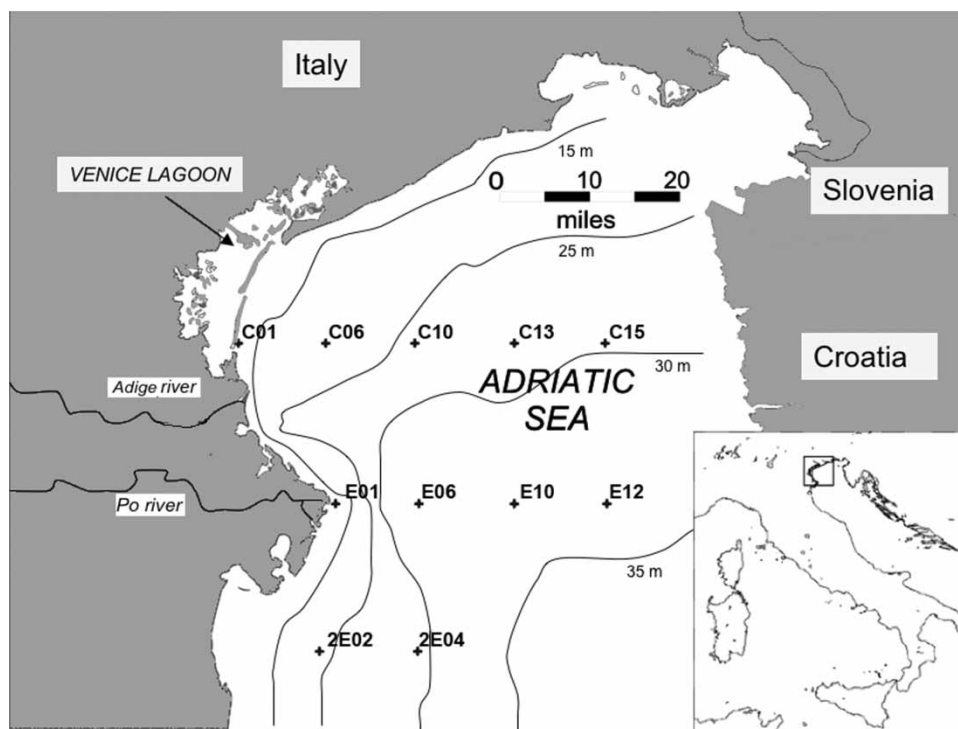 Italy
VENICE LAGOON
15 m
0 10 20
miles
Slovenia
25 m
C01 C06 C10 C13 C15
30 m
Croatia
ADRIATIC
SEA
Adige river
Po river
E01 E06 E10 E12
35 m
2E02 2E04